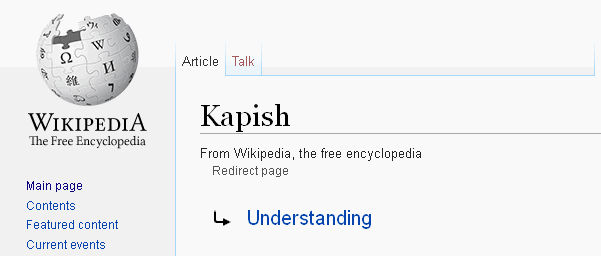 WIKIPEDIA
The Free Encyclopedia
Main page
Contents
Featured content
Current events
Article Talk
Kapish
From Wikipedia, the free encyclopedia
Redirect page
Understanding